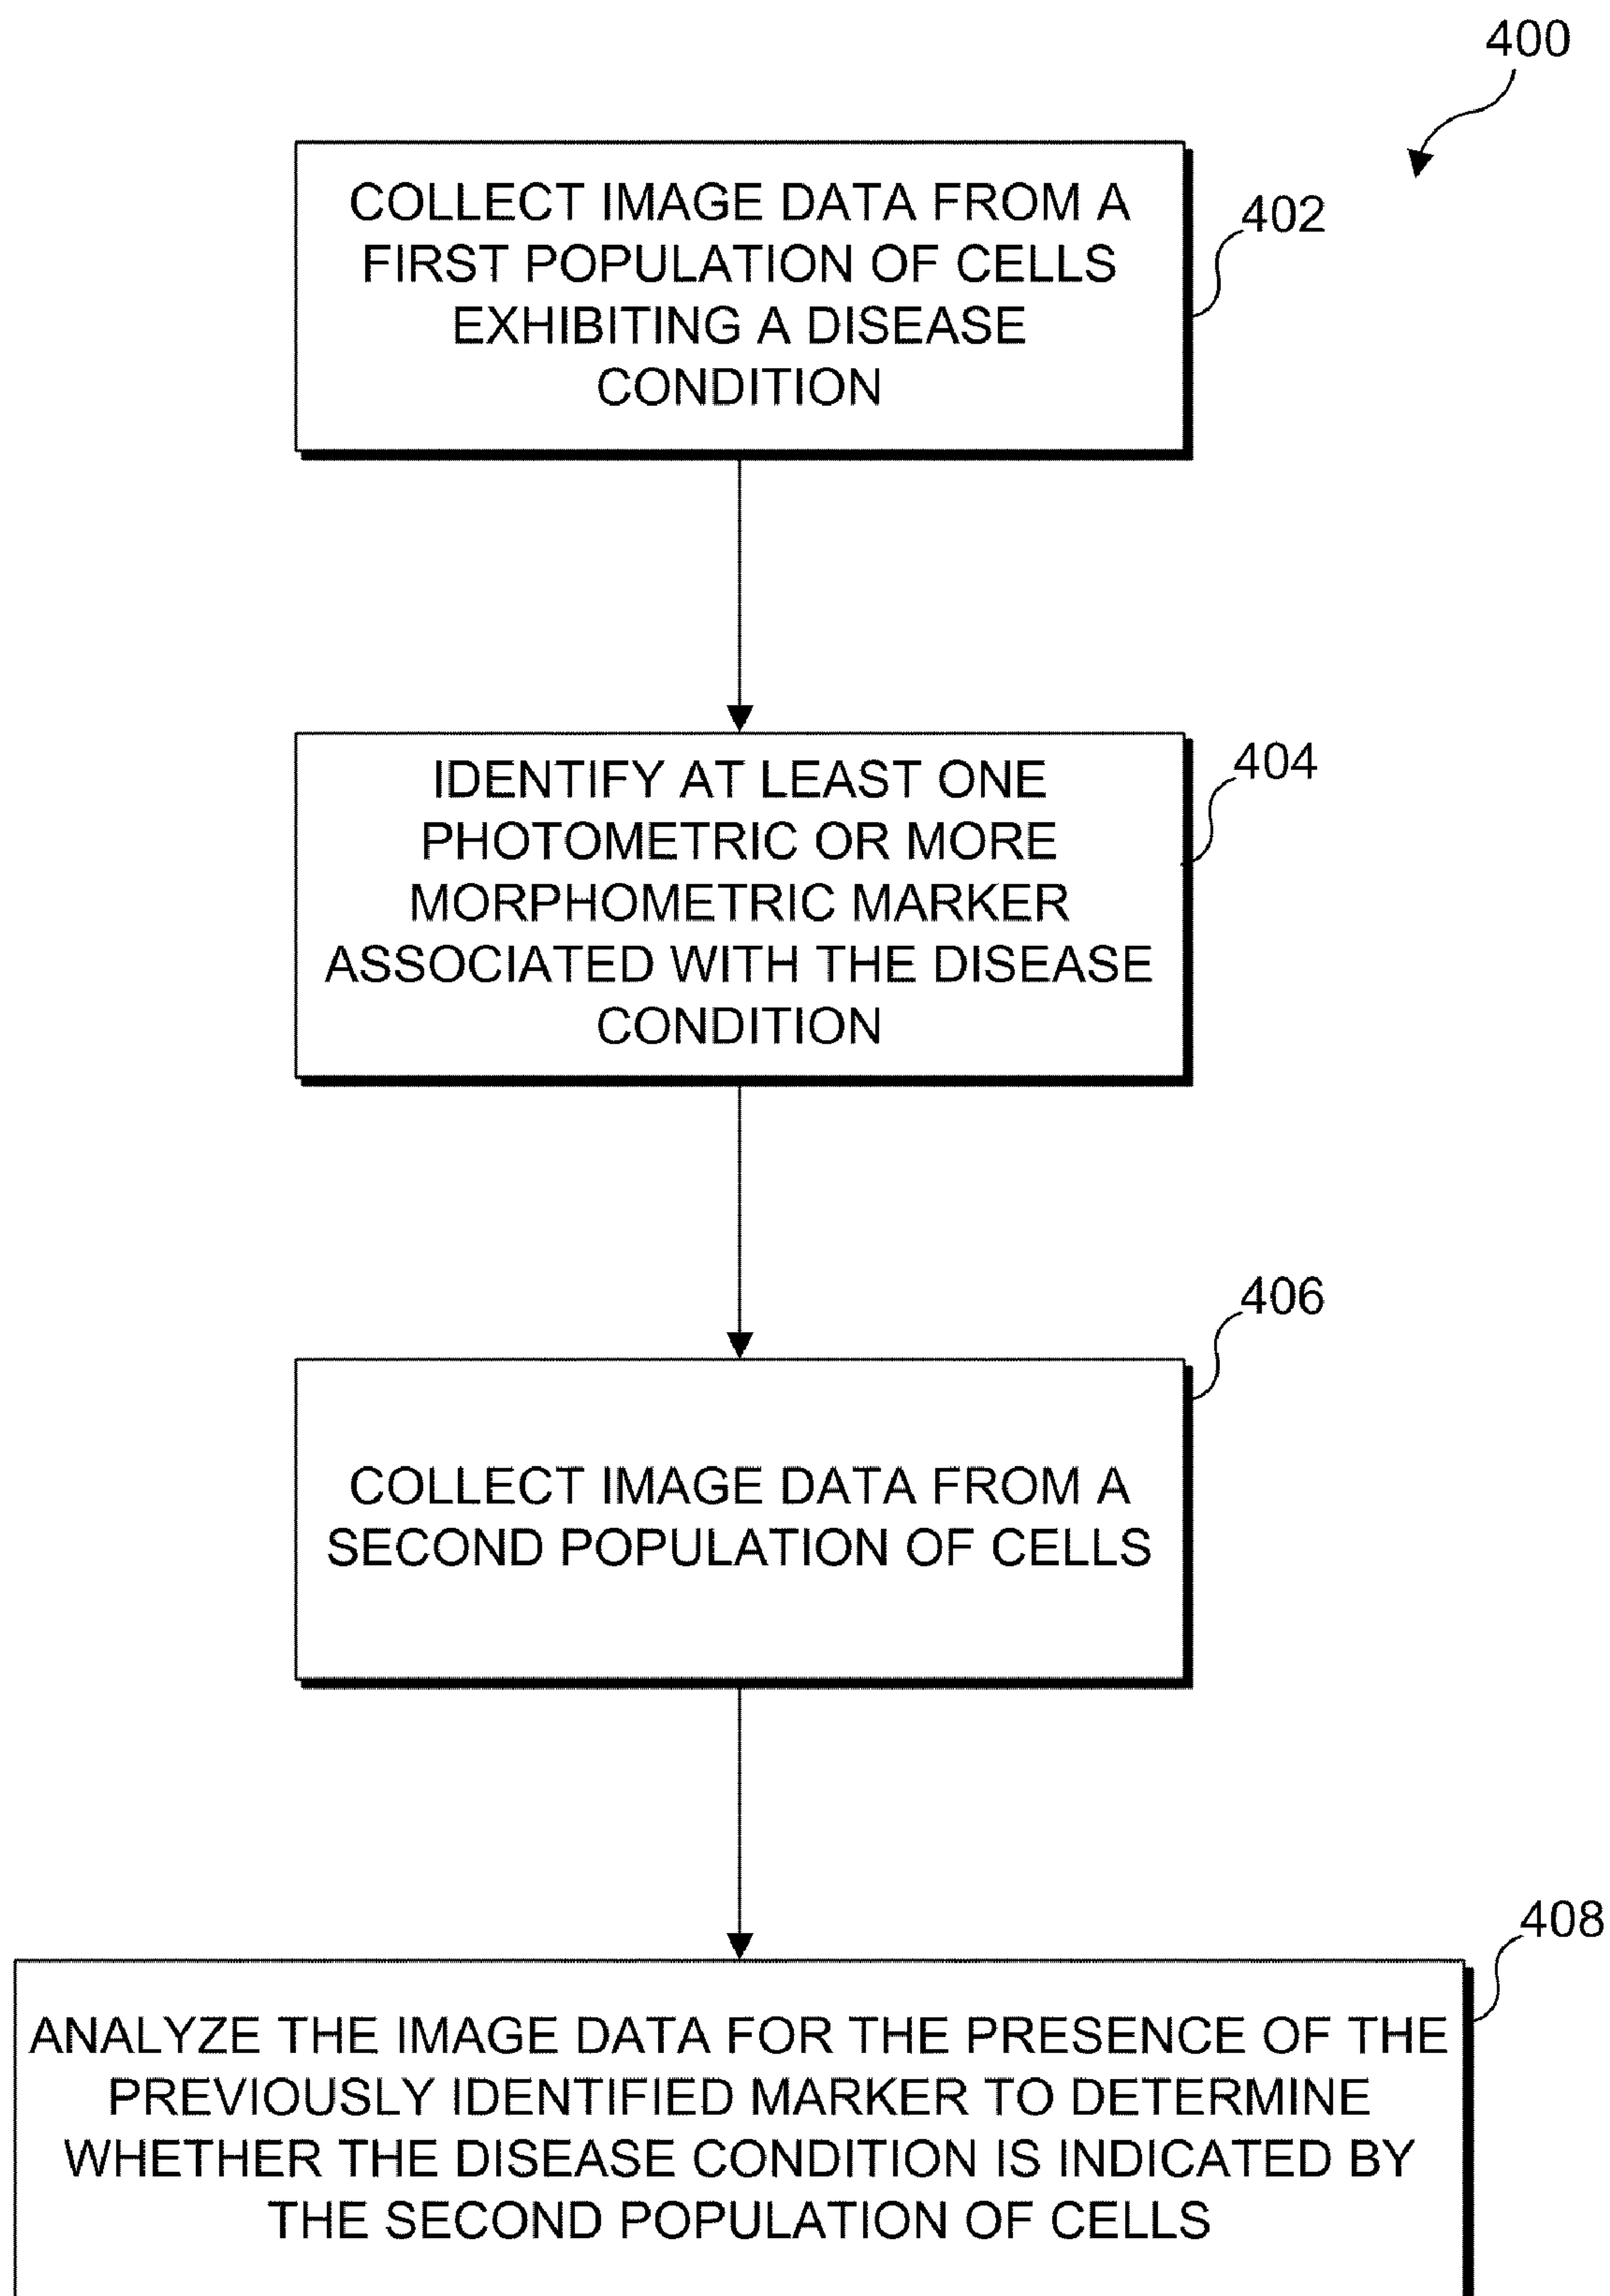 400
COLLECT IMAGE DATA FROM A
FIRST POPULATION OF CELLS
EXHIBITING A DISEASE
CONDITION
402
IDENTIFY AT LEAST ONE
PHOTOMETRIC OR MORE
MORPHOMETRIC MARKER
ASSOCIATED WITH THE DISEASE
CONDITION
404
COLLECT IMAGE DATA FROM A
SECOND POPULATION OF CELLS
406
ANALYZE THE IMAGE DATA FOR THE PRESENCE OF THE
PREVIOUSLY IDENTIFIED MARKER TO DETERMINE
WHETHER THE DISEASE CONDITION IS INDICATED BY
THE SECOND POPULATION OF CELLS
408